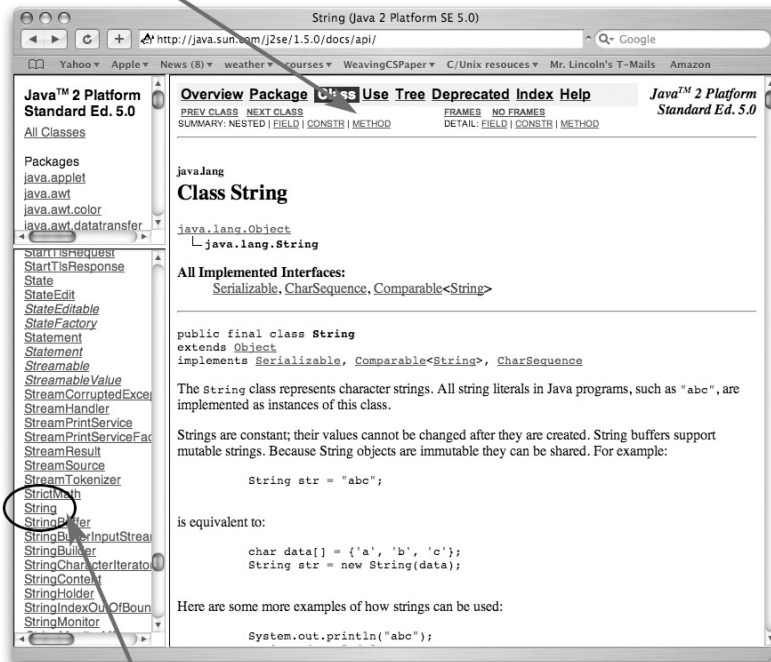 String (Java 2 Platform SE 5.0)
http://java.sun.com/j2se/1.5.0/docs/api/
Google
Yahoo Apple News (8) weather courses WeavingCSPaper C/Unix resouces Mr. Lincoln's T-Mails Amazon
Java™ 2 Platform
Standard Ed. 5.0
All Classes
Packages
java.applet
java.awt
java.awt.color
java.awt.datatransfer
StartTlsRequest
StartTlsResponse
State
StateEdit
StateEditable
StateFactory
Statement
Statement
Streamable
StreamableValue
StreamCorruptedExcep
StreamHandler
StreamPrintService
StreamPrintServiceFac
StreamResult
StreamSource
StreamTokenizer
StrictMath
String
StringBuffer
StringBufferInputStrea
StringBuilder
StringCharacterIterator
StringContent
StringHolder
StringIndexOutOfBoun
StringMonitor
Overview Package Class Use Tree Deprecated Index Help
Java™ 2 Platform
Standard Ed. 5.0
PREV CLASS NEXT CLASS
FRAMES NO FRAMES
SUMMARY: NESTED | FIELD | CONSTR | METHOD
DETAIL: FIELD | CONSTR | METHOD
java.lang
Class String
java.lang.Object
java.lang.String
All Implemented Interfaces:
Serializable, CharSequence, Comparable<String>
public final class String
extends Object
implements Serializable, Comparable<String>, CharSequence
The String class represents character strings. All string literals in Java programs, such as "abc", are
implemented as instances of this class.
Strings are constant; their values cannot be changed after they are created. String buffers support
mutable strings. Because String objects are immutable they can be shared. For example:
String str = "abc";
is equivalent to:
char data[] = {'a', 'b', 'c'};
String str = new String(data);
Here are some more examples of how strings can be used:
System.out.println("abc");